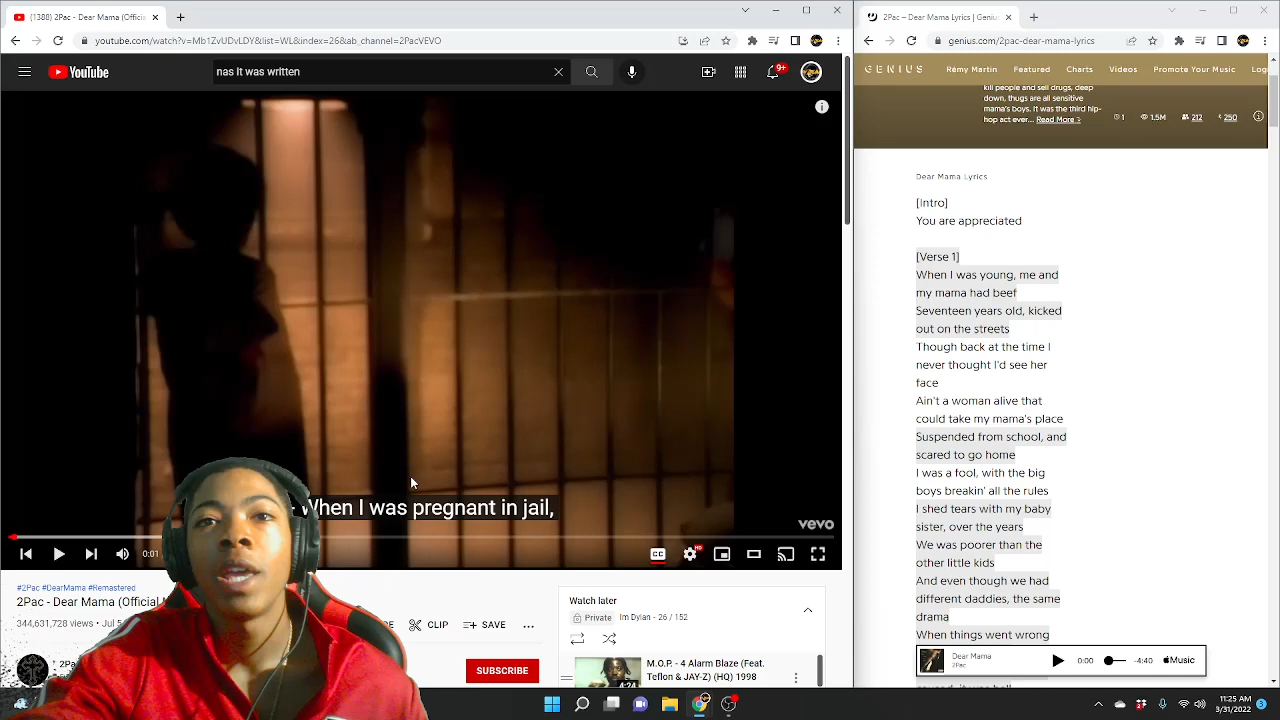 (1388) 2Pac - Dear Mama (Offici
youtube.com/watch?v=Mb1ZvUDvLDY&list=WL&index=26&ab_channel=2PacVEVO
YouTube
nas it was written
9+
- When I was pregnant in jail,
vevo
0:01
CC
HD
#2Pac #DearMama #Remastered
2Pac - Dear Mama (Official
344,631,728 views • Jul
CLIP
SAVE
2Pa
SUBSCRIBE
Watch later
Private
Im Dylan - 26 / 152
M.O.P. - 4 Alarm Blaze (Feat.
Teflon & JAY-Z) (HQ) 1998
4:21
2Pac – Dear Mama Lyrics | Genius
genius.com/2pac-dear-mama-lyrics
GENIUS
Rémy Martin
Featured
Charts
Videos
Promote Your Music
Log
kill people and sell drugs, deep
down, thugs are all sensitive
mama's boys. It was the third hip-
hop act ever... Read More
1
1.5M
212
250
Dear Mama Lyrics
[Intro]
You are appreciated
[Verse 1]
When I was young, me and
my mama had beef
Seventeen years old, kicked
out on the streets
Though back at the time I
never thought I'd see her
face
Ain't a woman alive that
could take my mama's place
Suspended from school, and
scared to go home
I was a fool, with the big
boys breakin' all the rules
I shed tears with my baby
sister, over the years
We was poorer than the
other little kids
And even though we had
different daddies, the same
drama
When things went wrong
Dear Mama
2Pac
0:00
-4:40
Music
11:25 AM
3/31/2022
3